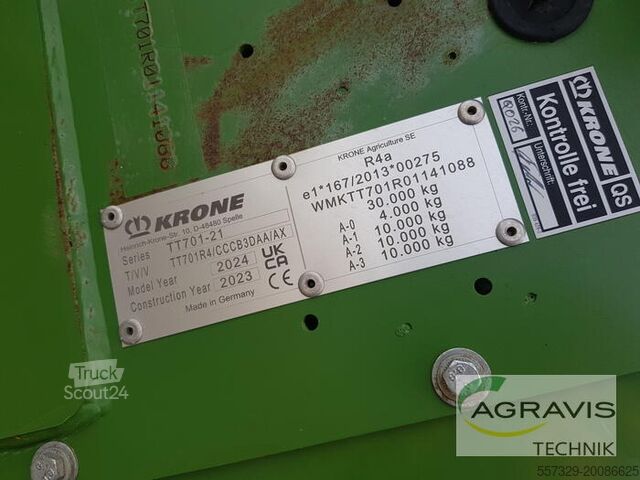 TT701R01141088
KRONE
Heinrich-Krone-Str. 10, D-48480 Spelle
Series TT701-21
T/V/V TT701R4/CCCB3DAA/AX
Model Year 2024
Construction Year 2023
Made in Germany
UK
CA
CE
KRONE Agriculture SE
R4a
e1*167/2013*00275
WMKTT701R01141088
30.000 kg
A-0 4.000 kg
A-1 10.000 kg
A-2 10.000 kg
A-3 10.000 kg
KRONE QS
Kontrolle frei
Kontr.-Nr.:
Unterschrift:
Truck
Scout24
AGRAVIS
TECHNIK
557329-20086625